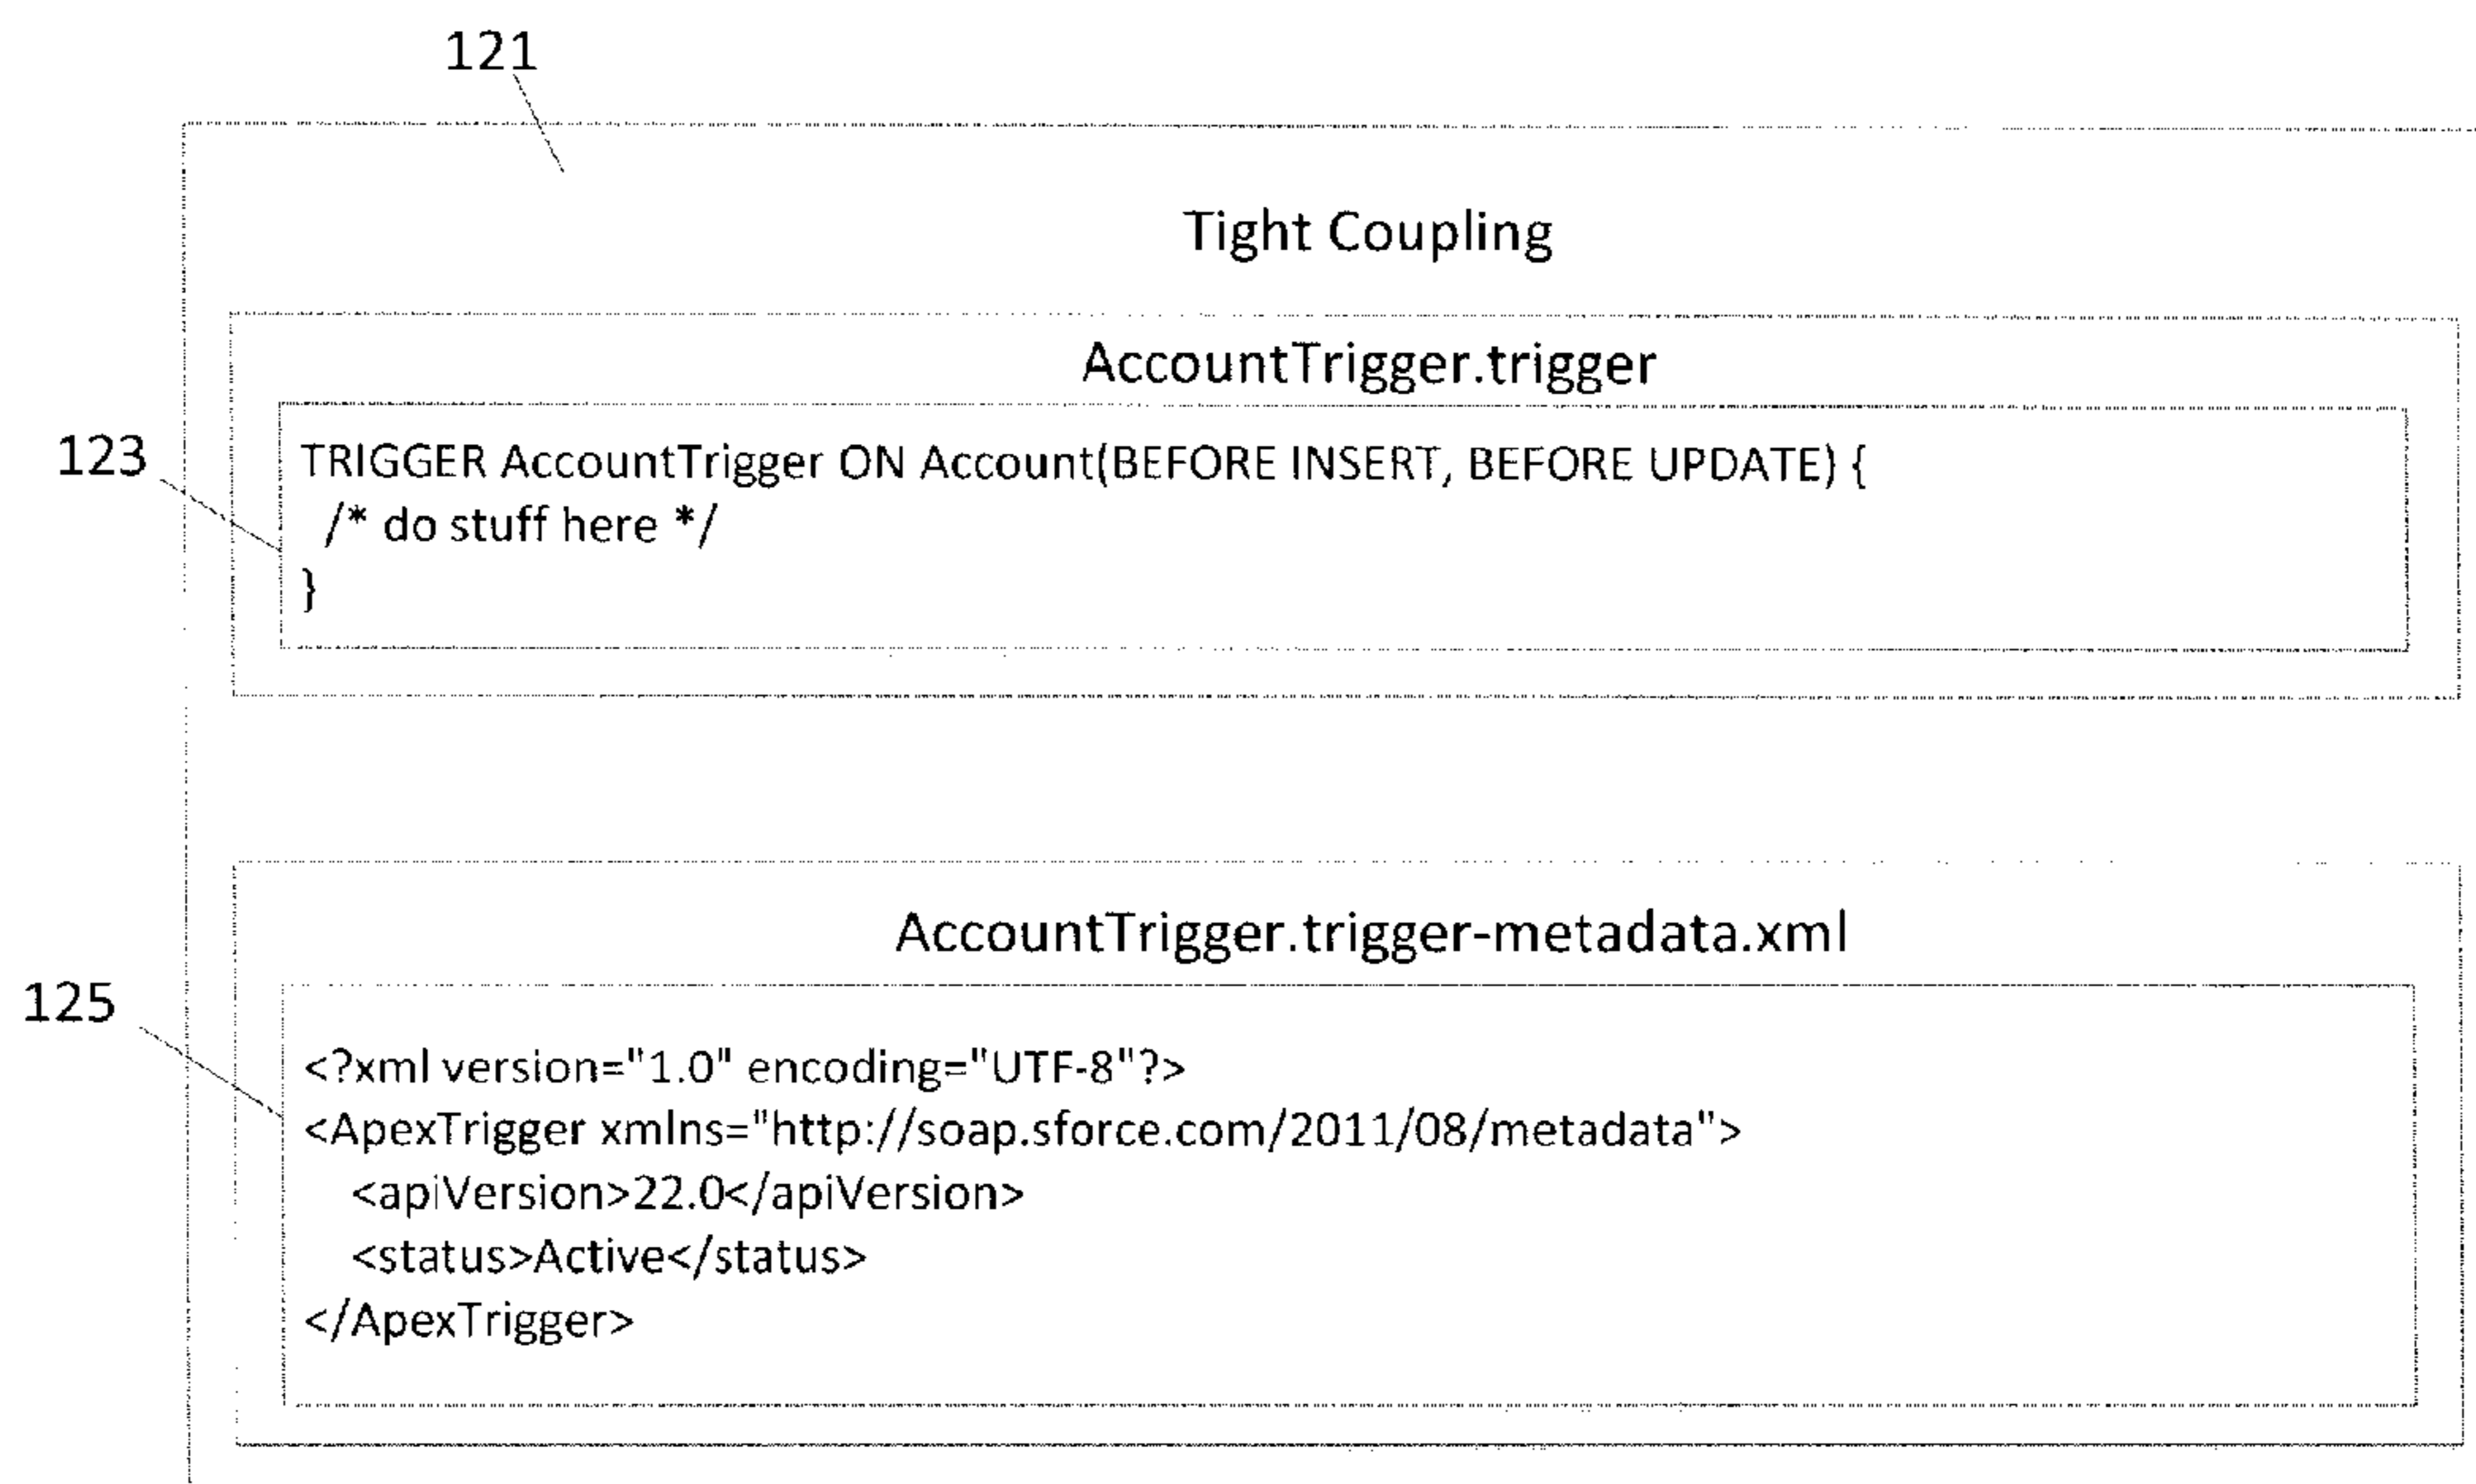 121
Tight Coupling
AccountTrigger.trigger
123
TRIGGER AccountTrigger ON Account(BEFORE INSERT, BEFORE UPDATE) {
/* do stuff here */
}
AccountTrigger.trigger-metadata.xml
125
<?xml version="1.0" encoding="UTF-8"?>
<ApexTrigger xmlns="http://soap.sforce.com/2011/08/metadata">
<apiVersion>22.0</apiVersion>
<status>Active</status>
</ApexTrigger>